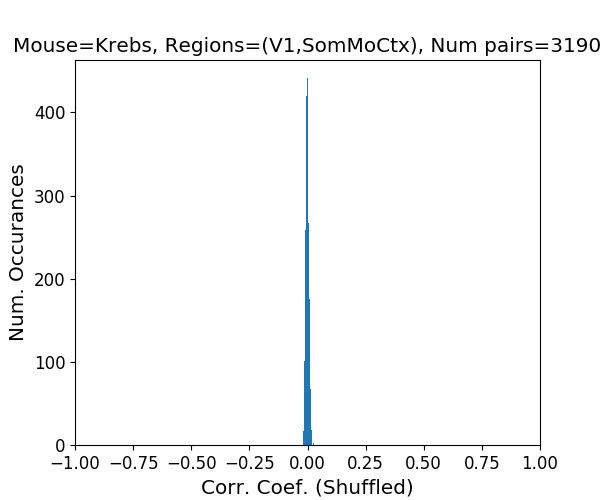 Mouse=Krebs, Regions=(V1,SomMoCtx), Num pairs=3190
400
300
200
100
0
Num. Occurances
−1.00 −0.75 −0.50 −0.25 0.00 0.25 0.50 0.75 1.00
Corr. Coef. (Shuffled)